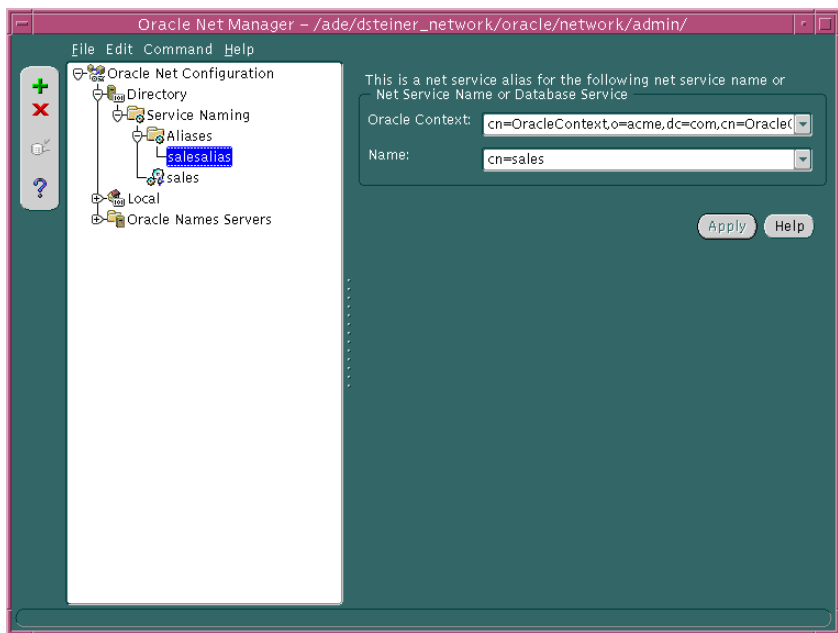 Oracle Net Manager – /ade/dsteiner_network/oracle/network/admin/
File Edit Command Help
Oracle Net Configuration
Directory
Service Naming
Aliases
salesalias
sales
Local
Oracle Names Servers
This is a net service alias for the following net service name or
Net Service Name or Database Service
Oracle Context: cn=OracleContext,o=acme,dc=com,cn=Oracle(
Name: cn=sales
Apply Help